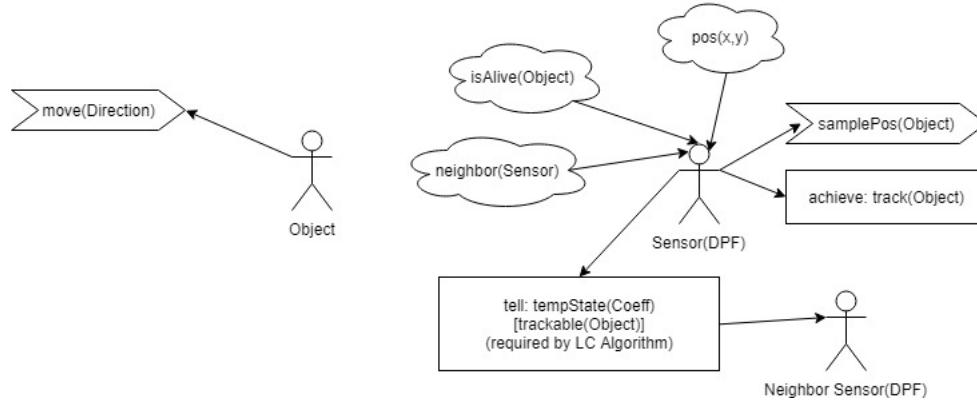 pos(x,y)
isAlive(Object)
move(Direction)
samplePos(Object)
neighbor(Sensor)
achieve: track(Object)
Object
Sensor(DPF)
tell: tempState(Coeff)
[trackable(Object)]
(required by LC Algorithm)
Neighbor Sensor(DPF)